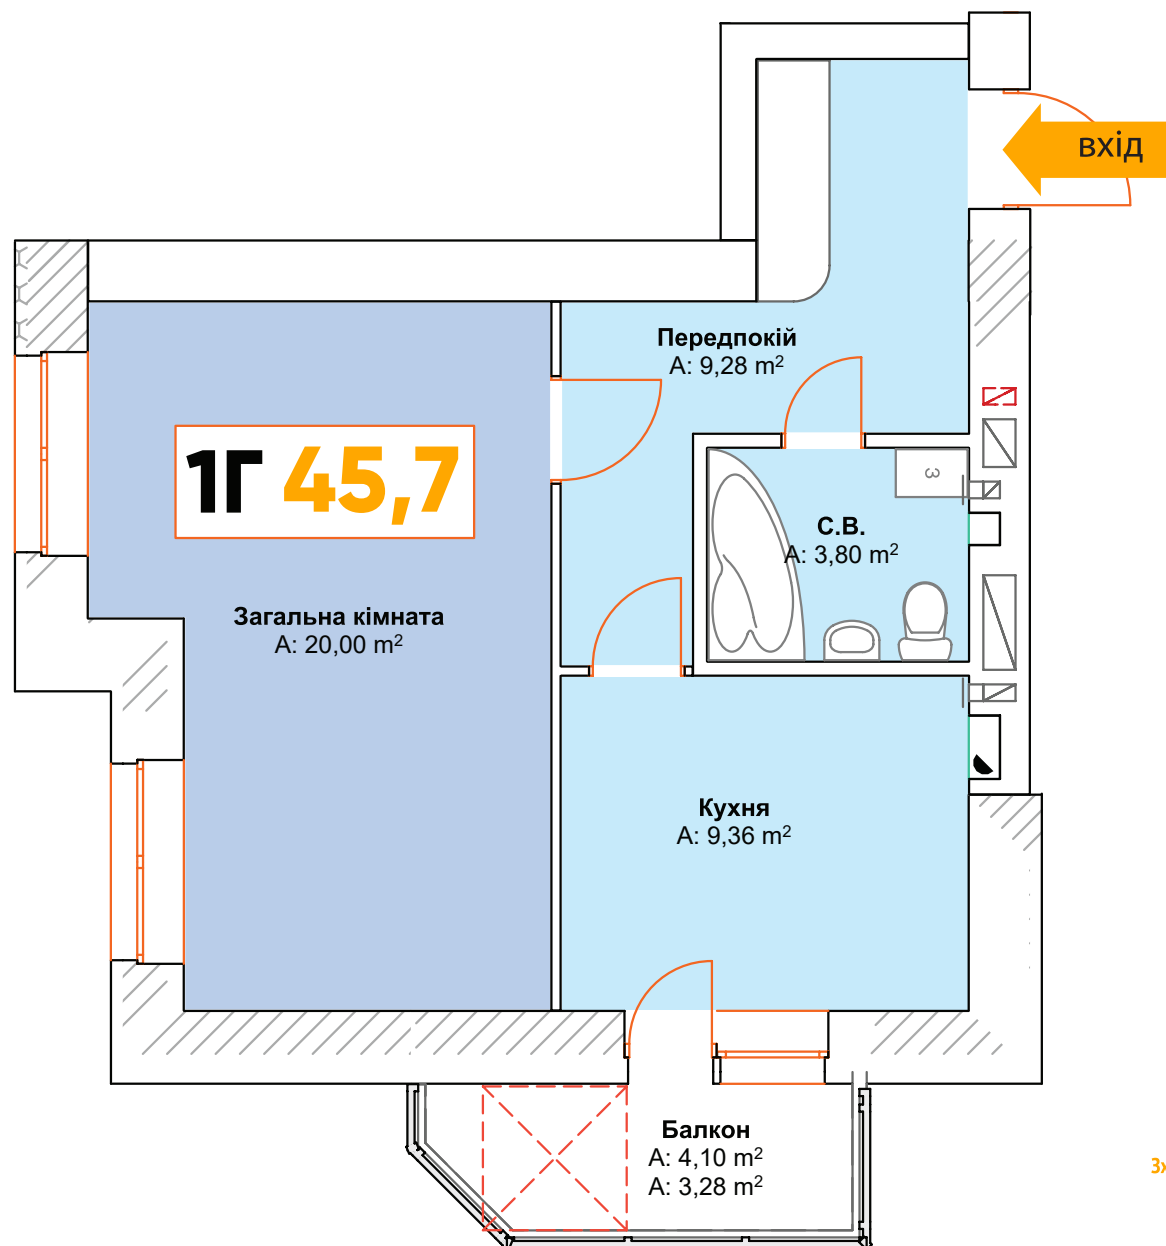 вхід
Передпокій
A: 9,28 m²
1Г 45,7
З
С.В.
A: 3,80 m²
Загальна кімната
A: 20,00 m²
Кухня
A: 9,36 m²
Балкон
A: 4,10 m²
A: 3,28 m²
Зх